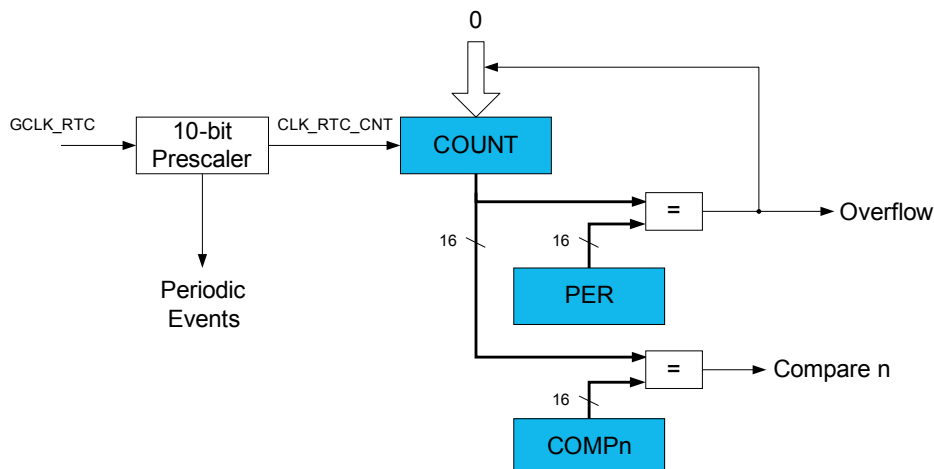 0
GCLK_RTC
10-bit
Prescaler
CLK_RTC_CNT
COUNT
=
Overflow
16
16
PER
Periodic
Events
=
Compare n
16
COMPn